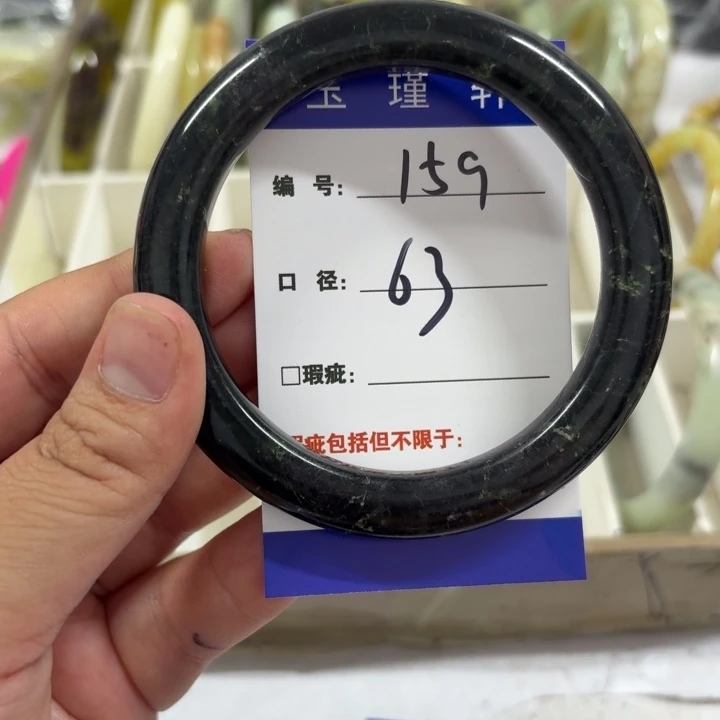 玉瑾轩
编 号: 159
口 径: 63
□瑕疵:
瑕疵包括但不限于: